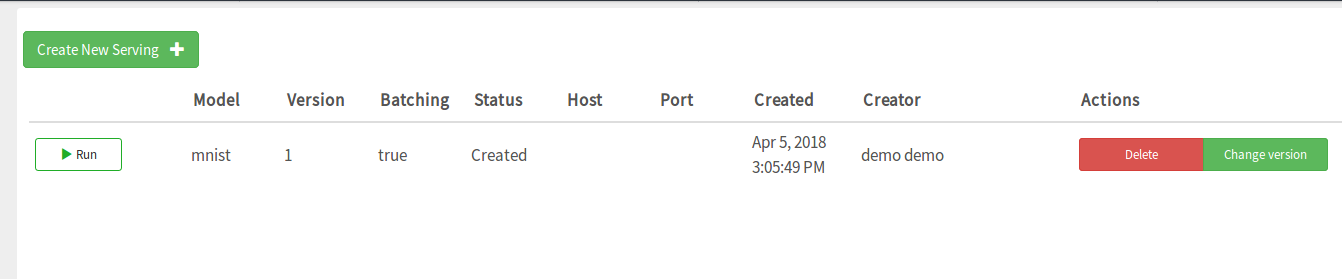 Create New Serving
Model Version Batching Status Host Port Created Creator Actions
Run mnist 1 true Created Apr 5, 2018 demo demo Delete Change version
3:05:49 PM